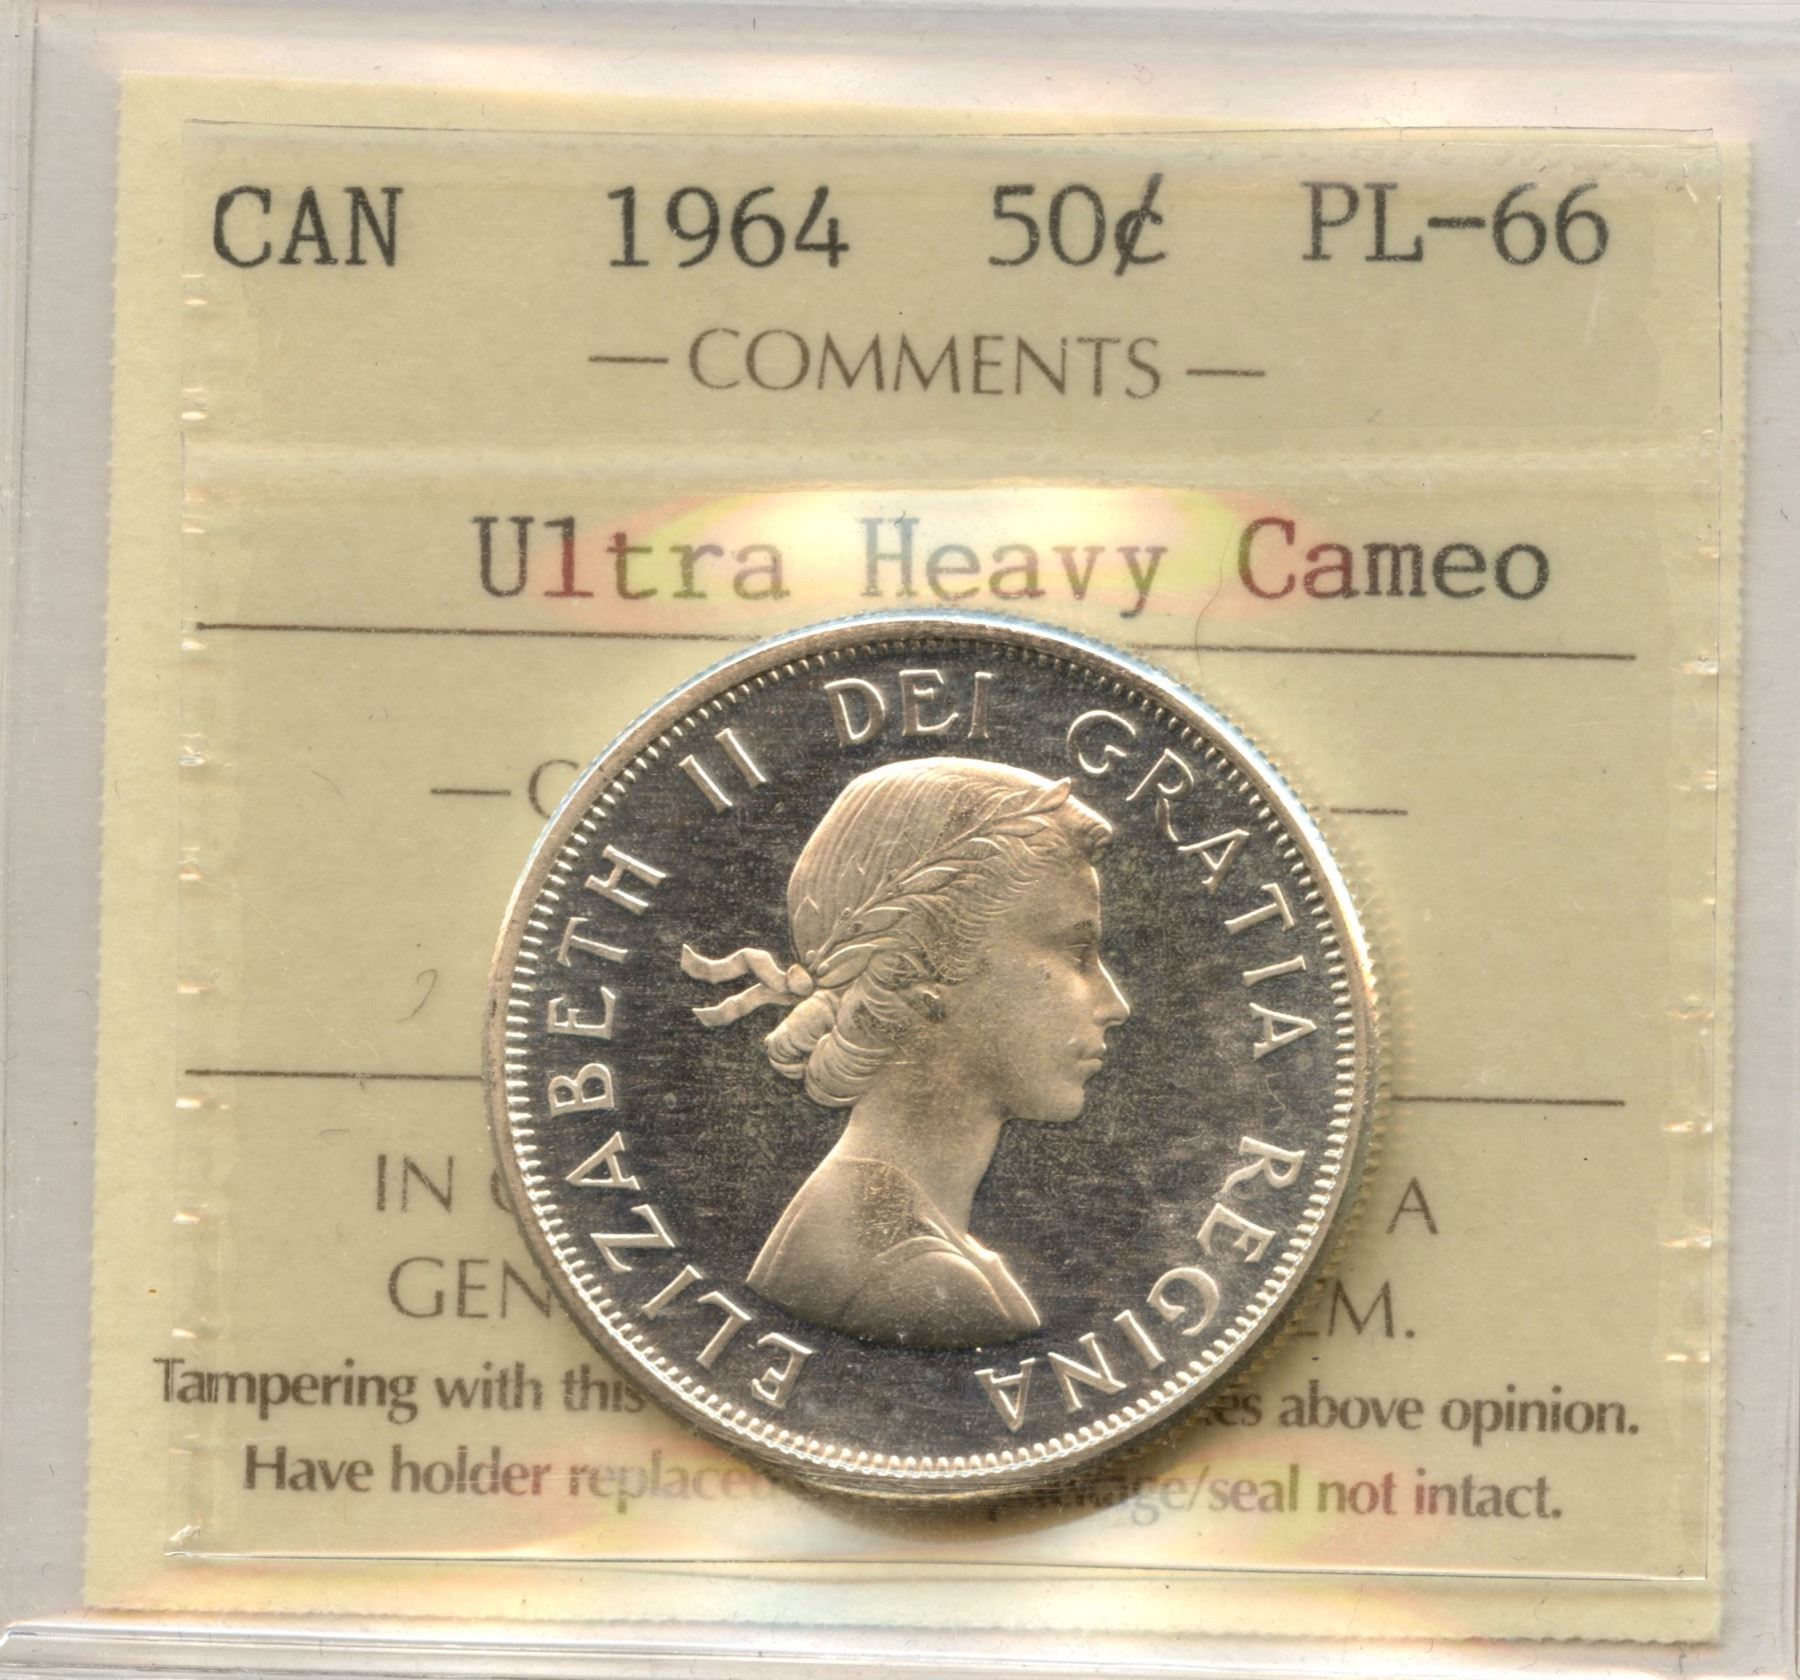 CAN 1964 50¢ PL-66
— COMMENTS —
Ultra Heavy Cameo
ELIZABETH II DEI GRATIA REGINA
IN A
GEN EM.
Tampering with this es above opinion.
Have holder replaced age/seal not intact.